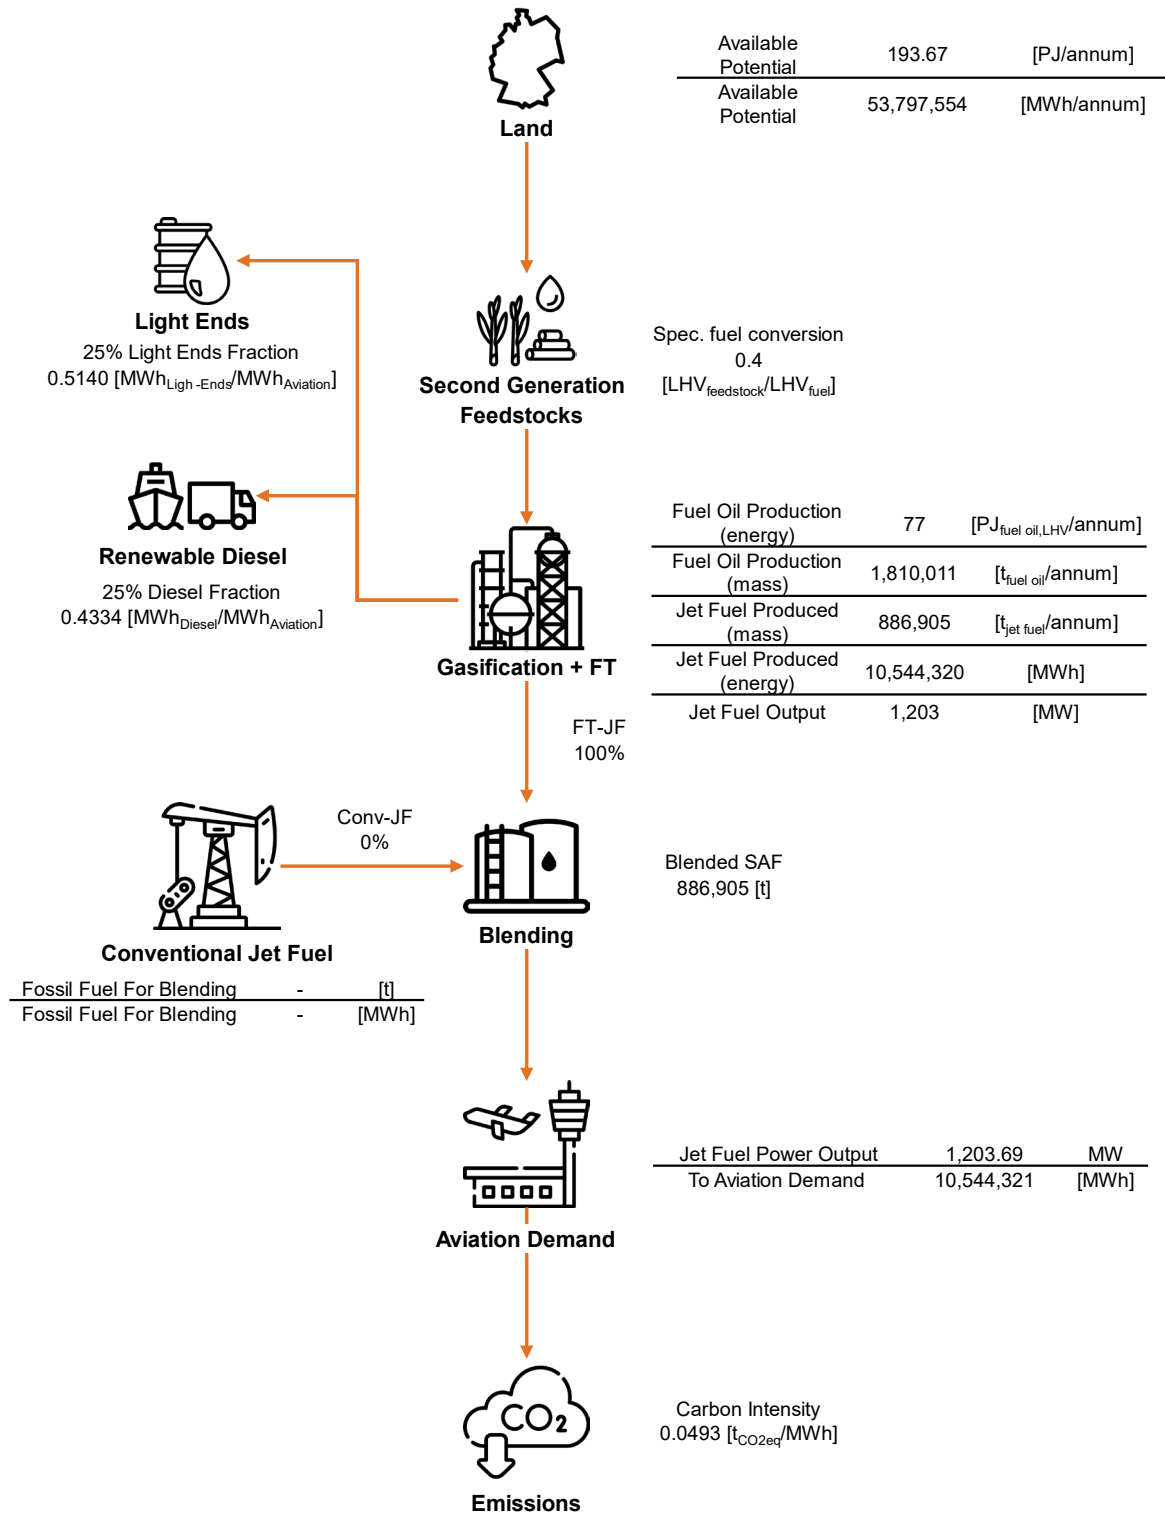 Available
Potential 193.67 [PJ/annum]
Available
Potential 53,797,554 [MWh/annum]
Land
Light Ends
25% Light Ends Fraction
0.5140 [MWhLigh-Ends/MWhAviation]
Second Generation
Feedstocks
Spec. fuel conversion
0.4
[LHVfeedstock/LHVfuel]
Renewable Diesel
25% Diesel Fraction
0.4334 [MWhDiesel/MWhAviation]
Gasification + FT
Fuel Oil Production
(energy) 77 [PJfuel oil,LHV/annum]
Fuel Oil Production
(mass) 1,810,011 [tfuel oil/annum]
Jet Fuel Produced
(mass) 886,905 [tjet fuel/annum]
Jet Fuel Produced
(energy) 10,544,320 [MWh]
Jet Fuel Output 1,203 [MW]
FT-JF
100%
Conv-JF
0%
Conventional Jet Fuel
Fossil Fuel For Blending - [t]
Fossil Fuel For Blending - [MWh]
Blending
Blended SAF
886,905 [t]
Aviation Demand
Jet Fuel Power Output 1,203.69 MW
To Aviation Demand 10,544,321 [MWh]
CO2
Emissions
Carbon Intensity
0.0493 [tCO2eq/MWh]